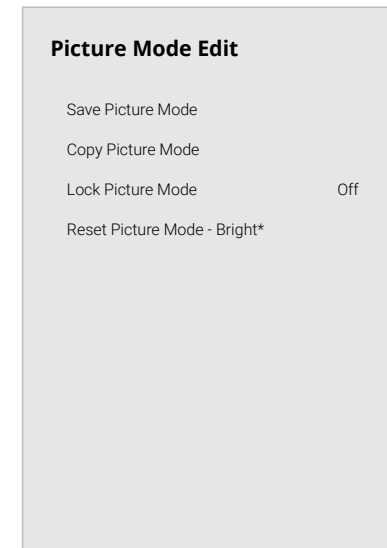 Picture Mode Edit
Save Picture Mode
Copy Picture Mode
Lock Picture Mode Off
Reset Picture Mode - Bright*